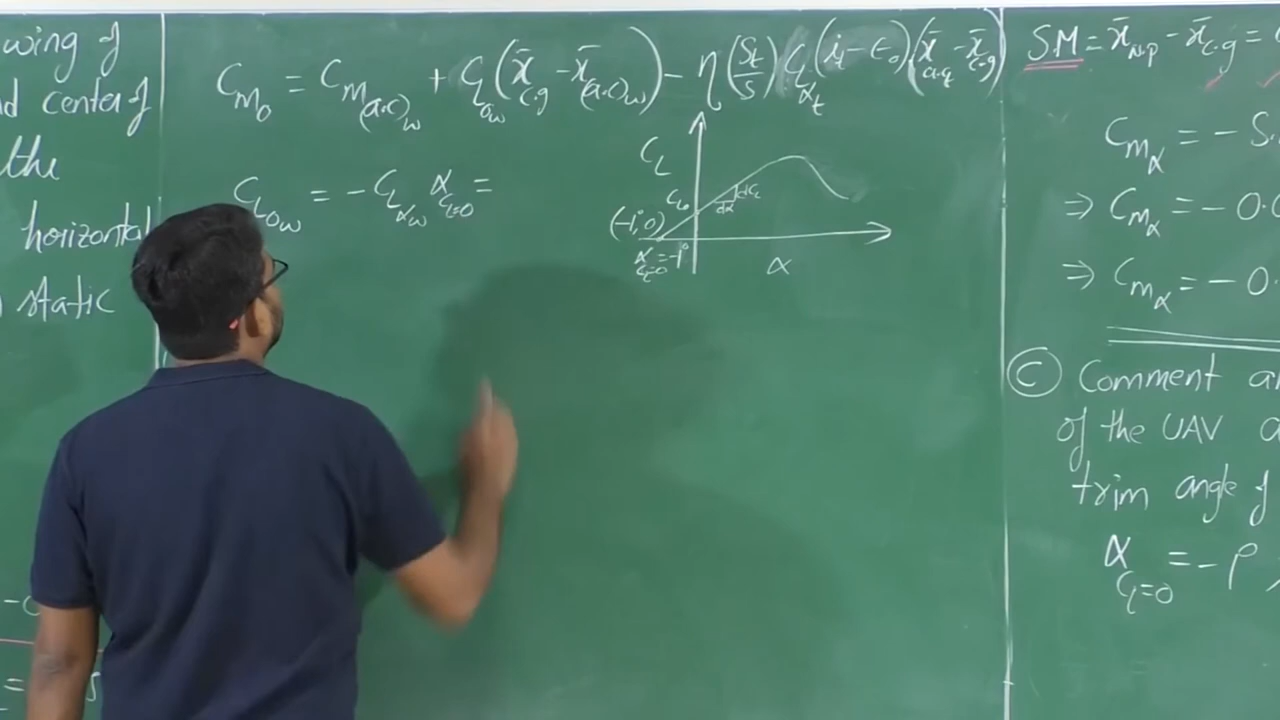 wing of
nd center of
the
horizontal
static
= 
C_{m_0} = C_{m_{(a.c)_w}} + C_{L_{0_w}} (x̄_{c.g} - x̄_{(a.c)_w}) - η (S_t/S) C_{L_{α_t}} (i_t - ε_0) (x̄_{a.c_t} - x̄_{c.g})
C_{L_{0_w}} = - C_{L_{α_w}} α_{C_L=0} =
C_L
C_{L_0}
dC_L
dα
(-1°, 0)
α_{C_L=0} = -1°
α
SM = x̄_{N.p} - x̄_{c.g} =
C_{m_α} = - S.
⇒ C_{m_α} = - 0.
⇒ C_{m_α} = - 0.
Ⓒ Comment
of the UAV
trim angle of
α_{C_L=0} = - 1°